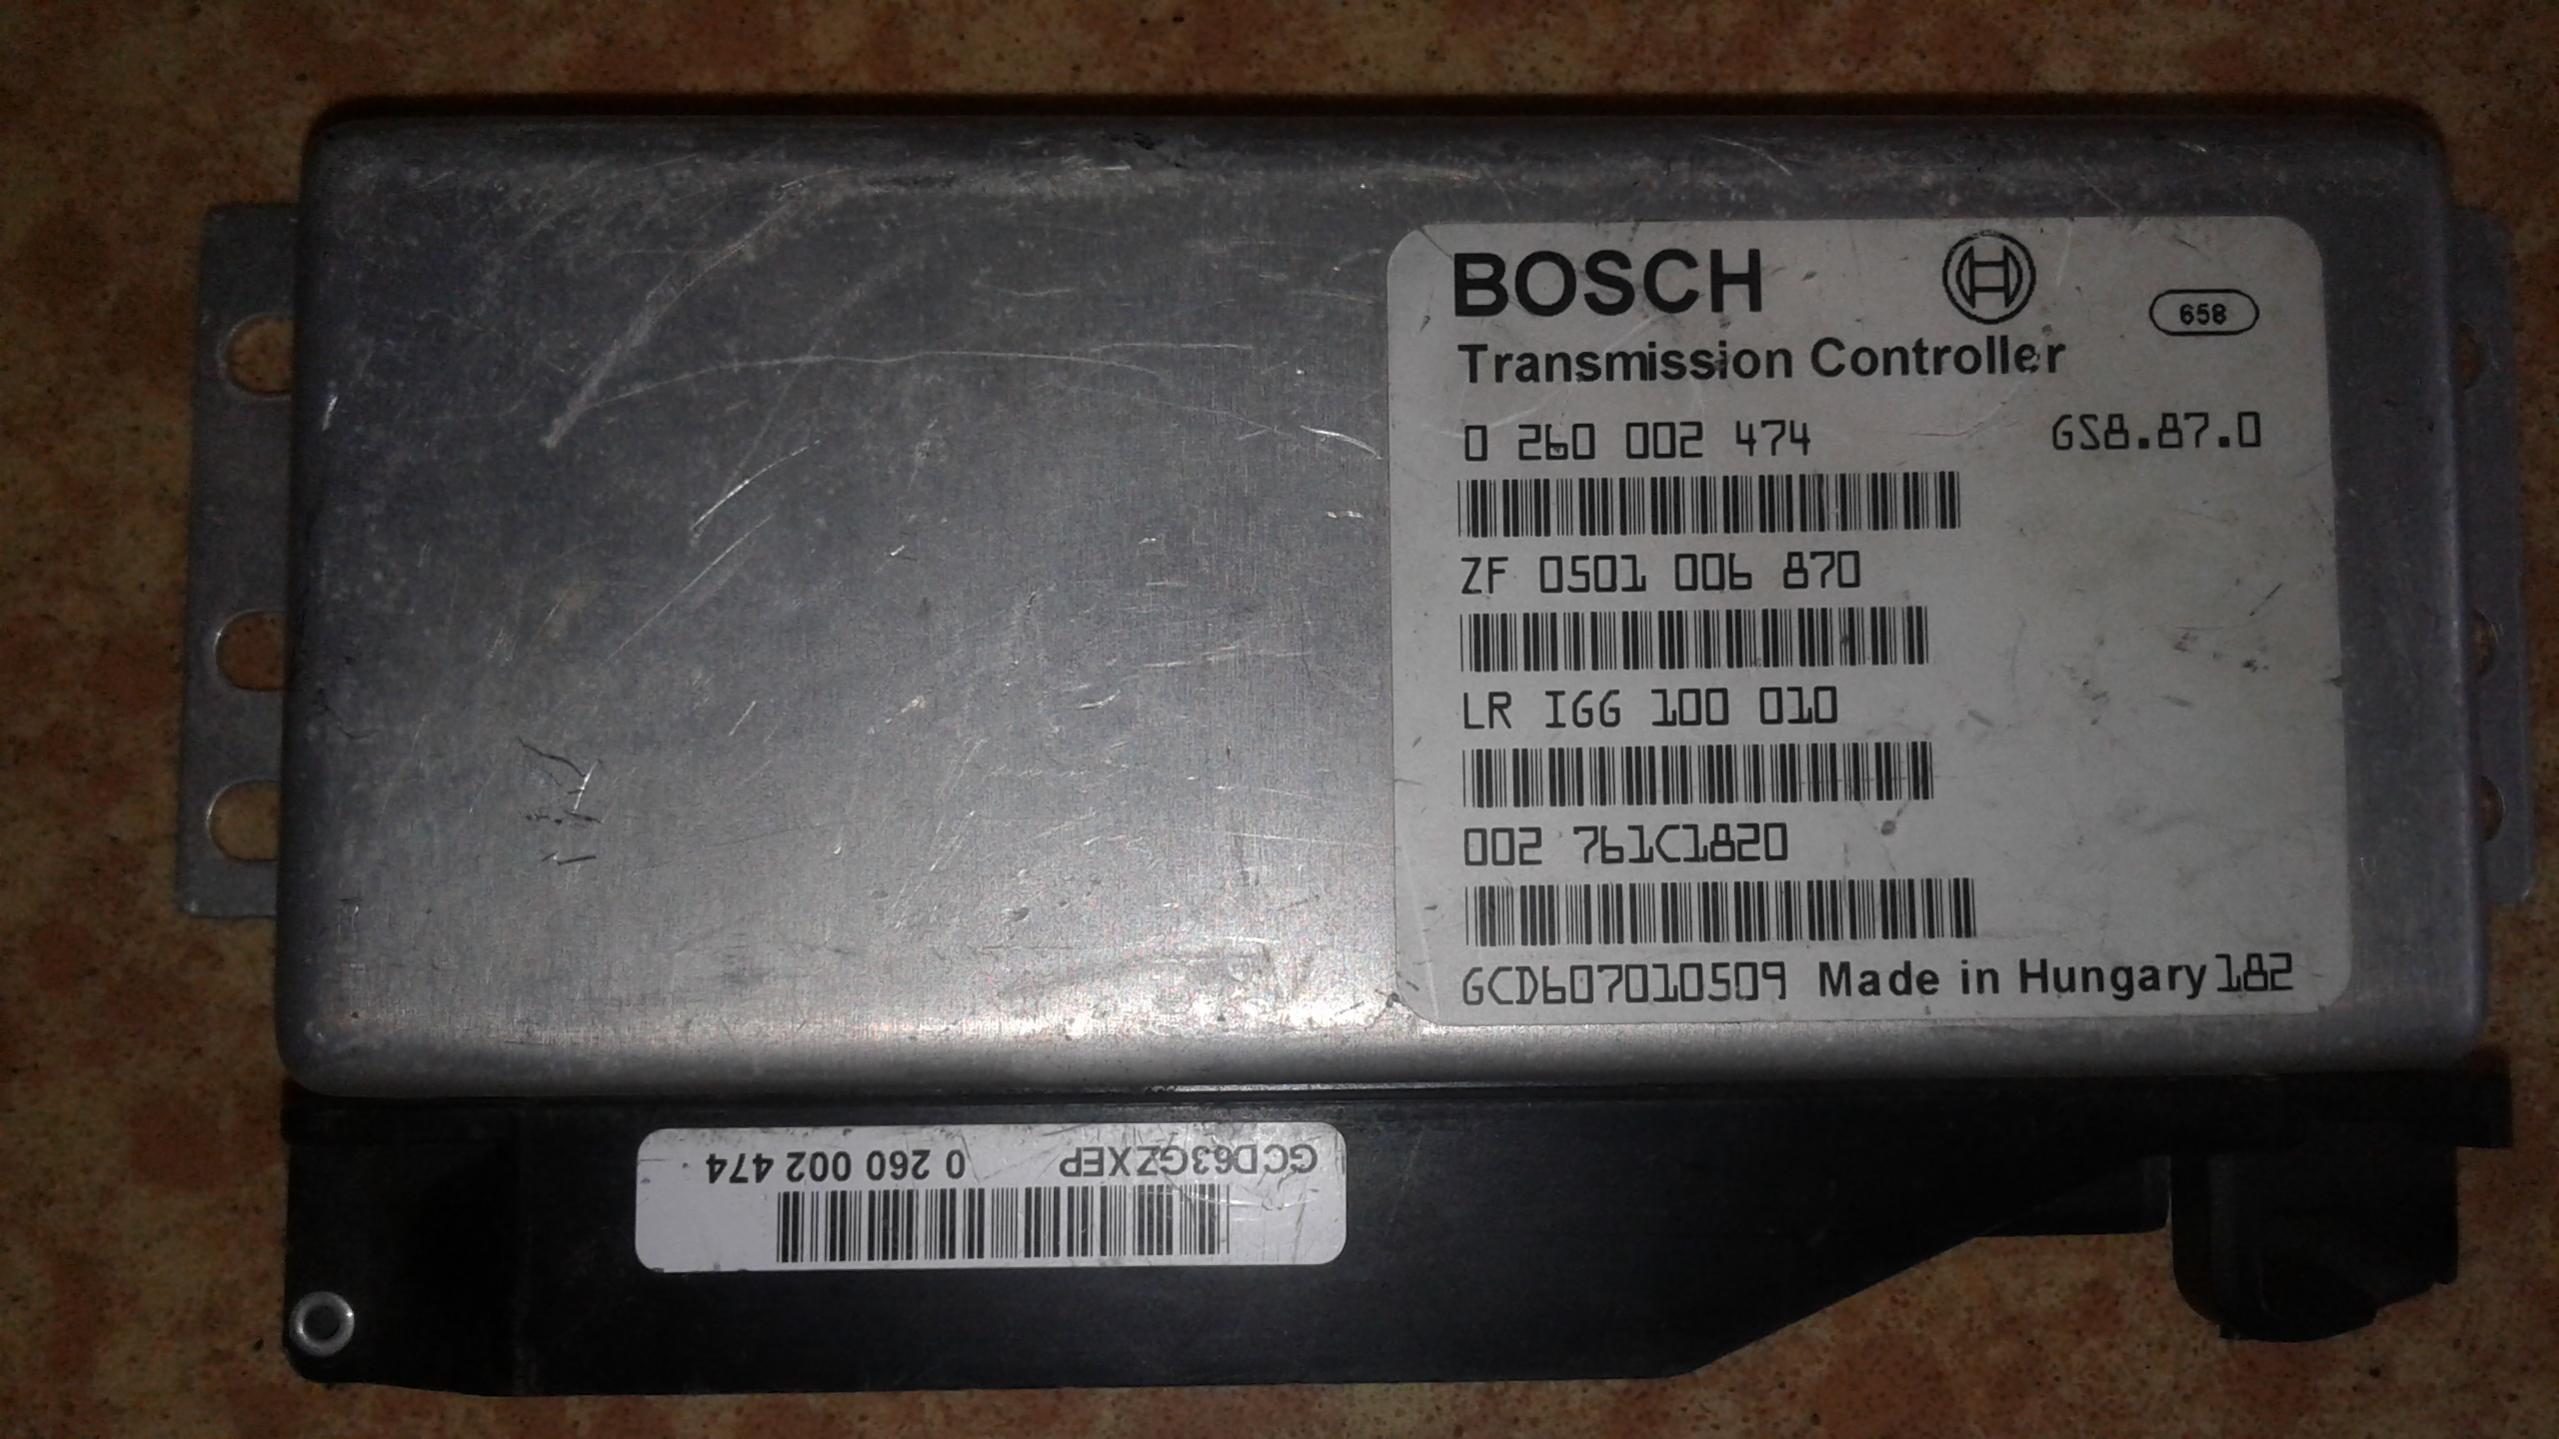 BOSCH
658
Transmission Controller
0 260 002 474 GS8.87.0
ZF 0501 006 870
LR IGG 100 010
002 761C1820
GCD607010509 Made in Hungary 182
GCD63GZXEP 0 260 002 474